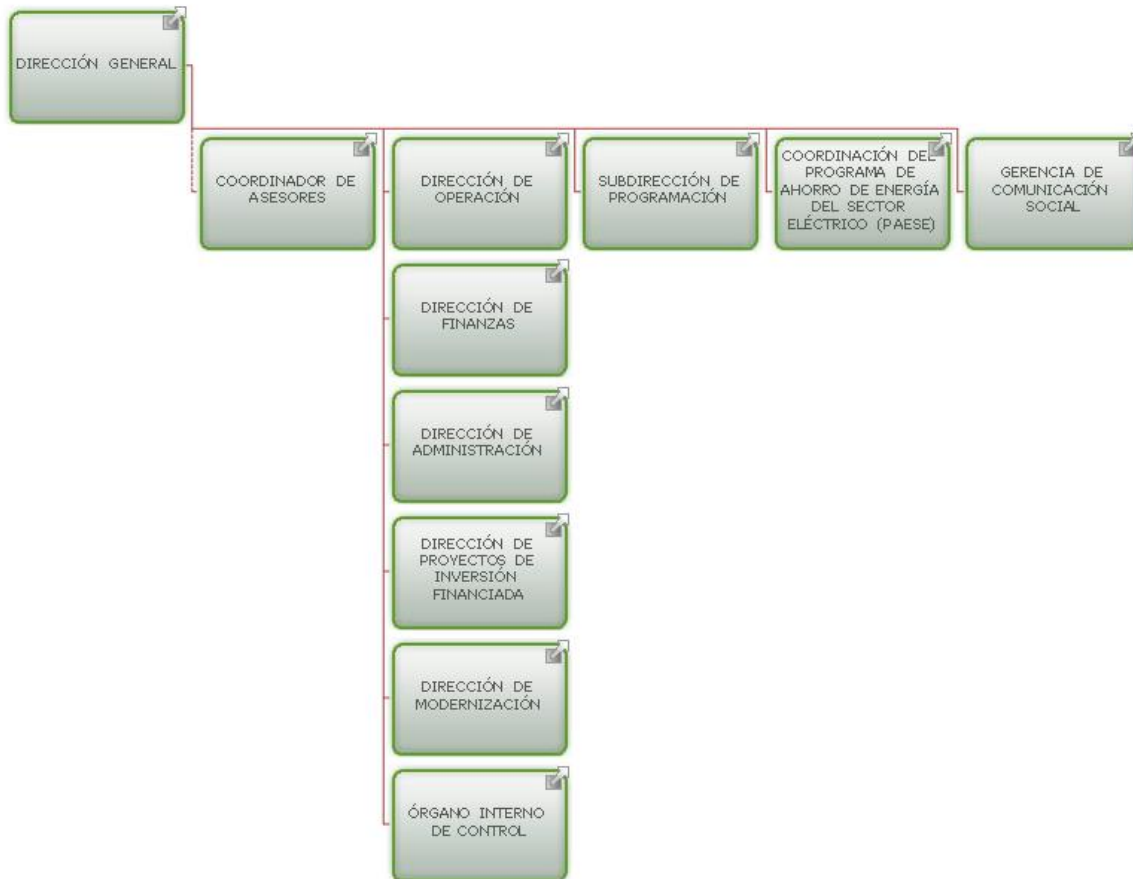 DIRECCIÓN GENERAL
COORDINADOR DE
ASESORES
DIRECCIÓN DE
OPERACIÓN
SUBDIRECCIÓN DE
PROGRAMACIÓN
COORDINACIÓN DEL
PROGRAMA DE
AHORRO DE ENERGÍA
DEL SECTOR
ELÉCTRICO (PAESE)
GERENCIA DE
COMUNICACIÓN
SOCIAL
DIRECCIÓN DE
FINANZAS
DIRECCIÓN DE
ADMINISTRACIÓN
DIRECCIÓN DE
PROYECTOS DE
INVERSIÓN
FINANCIADA
DIRECCIÓN DE
MODERNIZACIÓN
ÓRGANO INTERNO
DE CONTROL